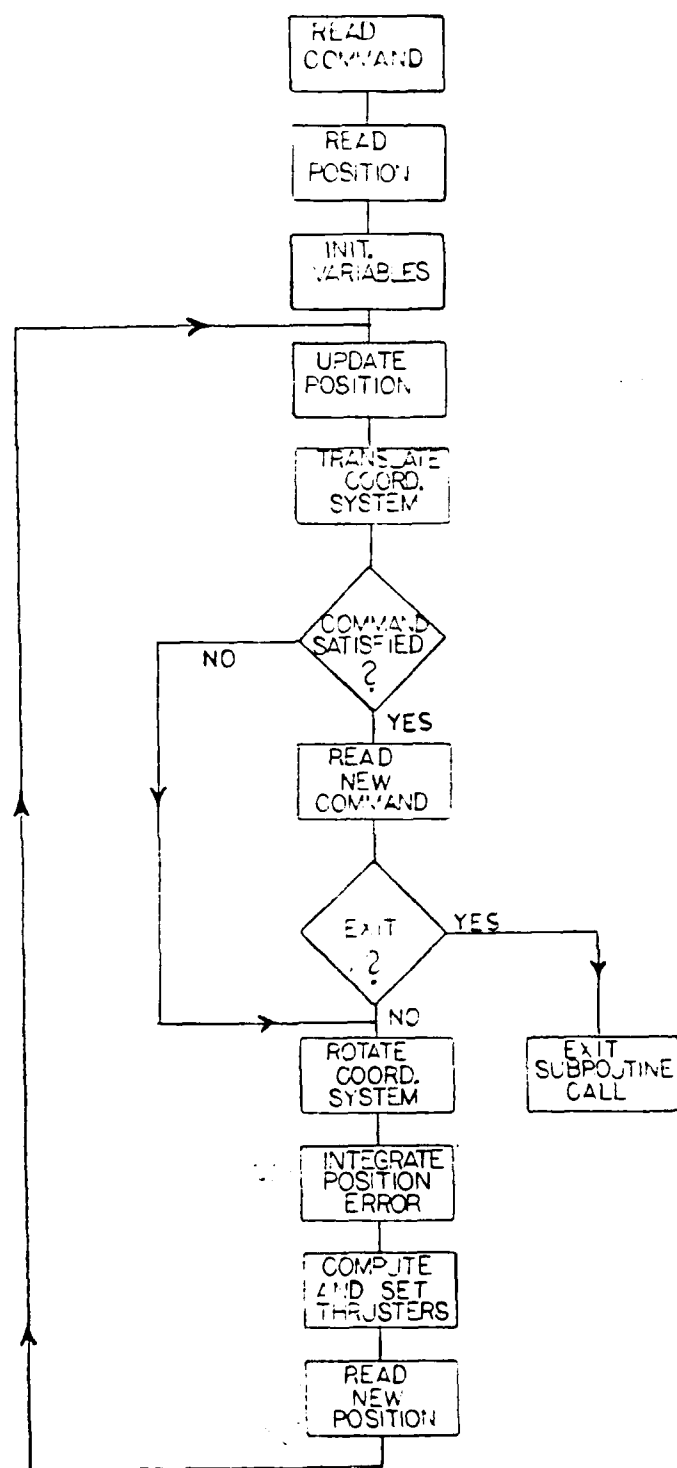 READ
COMMAND
READ
POSITION
INIT.
VARIABLES
UPDATE
POSITION
TRANSLATE
COORD.
SYSTEM
COMMAND
SATISFIED
?
NO
YES
READ
NEW
COMMAND
EXIT
?
YES
NO
EXIT
SUBROUTINE
CALL
ROTATE
COORD.
SYSTEM
INTEGRATE
POSITION
ERROR
COMPUTE
AND SET
THRUSTERS
READ
NEW
POSITION